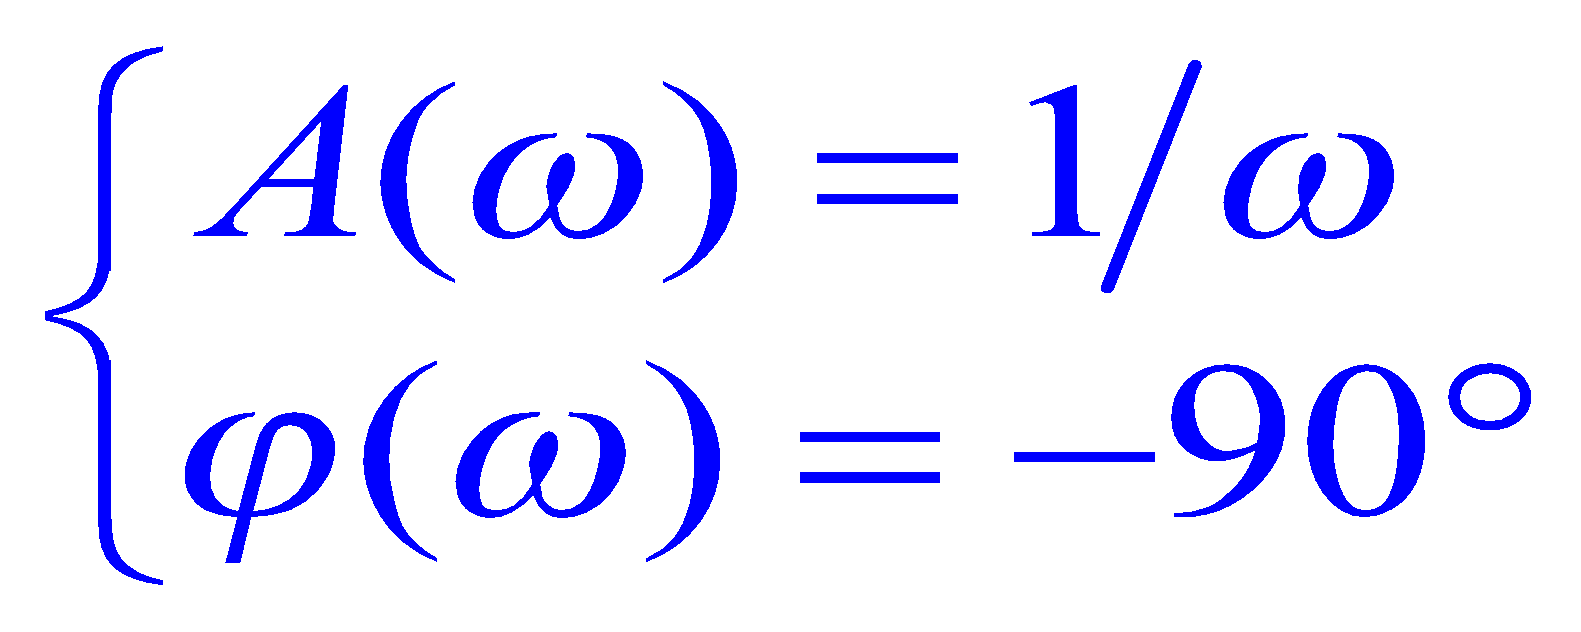 A(ω) = 1/ω
φ(ω) = −90°